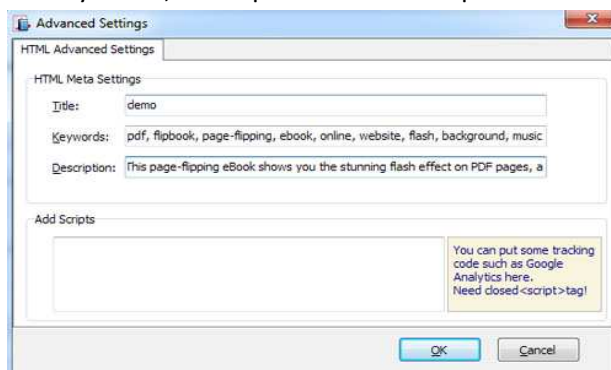 Advanced Settings
HTML Advanced Settings
HTML Meta Settings
Title: demo
Keywords: pdf, flipbook, page-flipping, ebook, online, website, flash, background, music
Description: This page-flipping eBook shows you the stunning flash effect on PDF pages, a
Add Scripts
You can put some tracking
code such as Google
Analytics here.
Need closed<script>tag!
OK Cancel